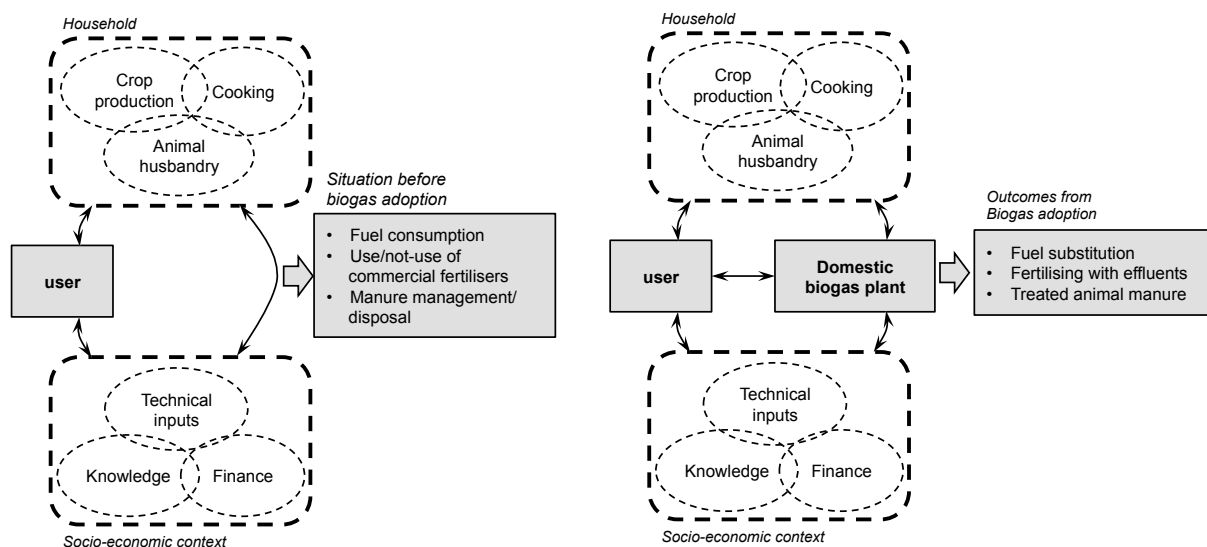 Household
Crop
production
Cooking
Animal
husbandry
Situation before
biogas adoption
• Fuel consumption
• Use/not-use of
commercial fertilisers
• Manure management/
disposal
user
Technical
inputs
Knowledge
Finance
Socio-economic context
Household
Crop
production
Cooking
Animal
husbandry
Outcomes from
Biogas adoption
user
Domestic
biogas plant
• Fuel substitution
• Fertilising with effluents
• Treated animal manure
Technical
inputs
Knowledge
Finance
Socio-economic context